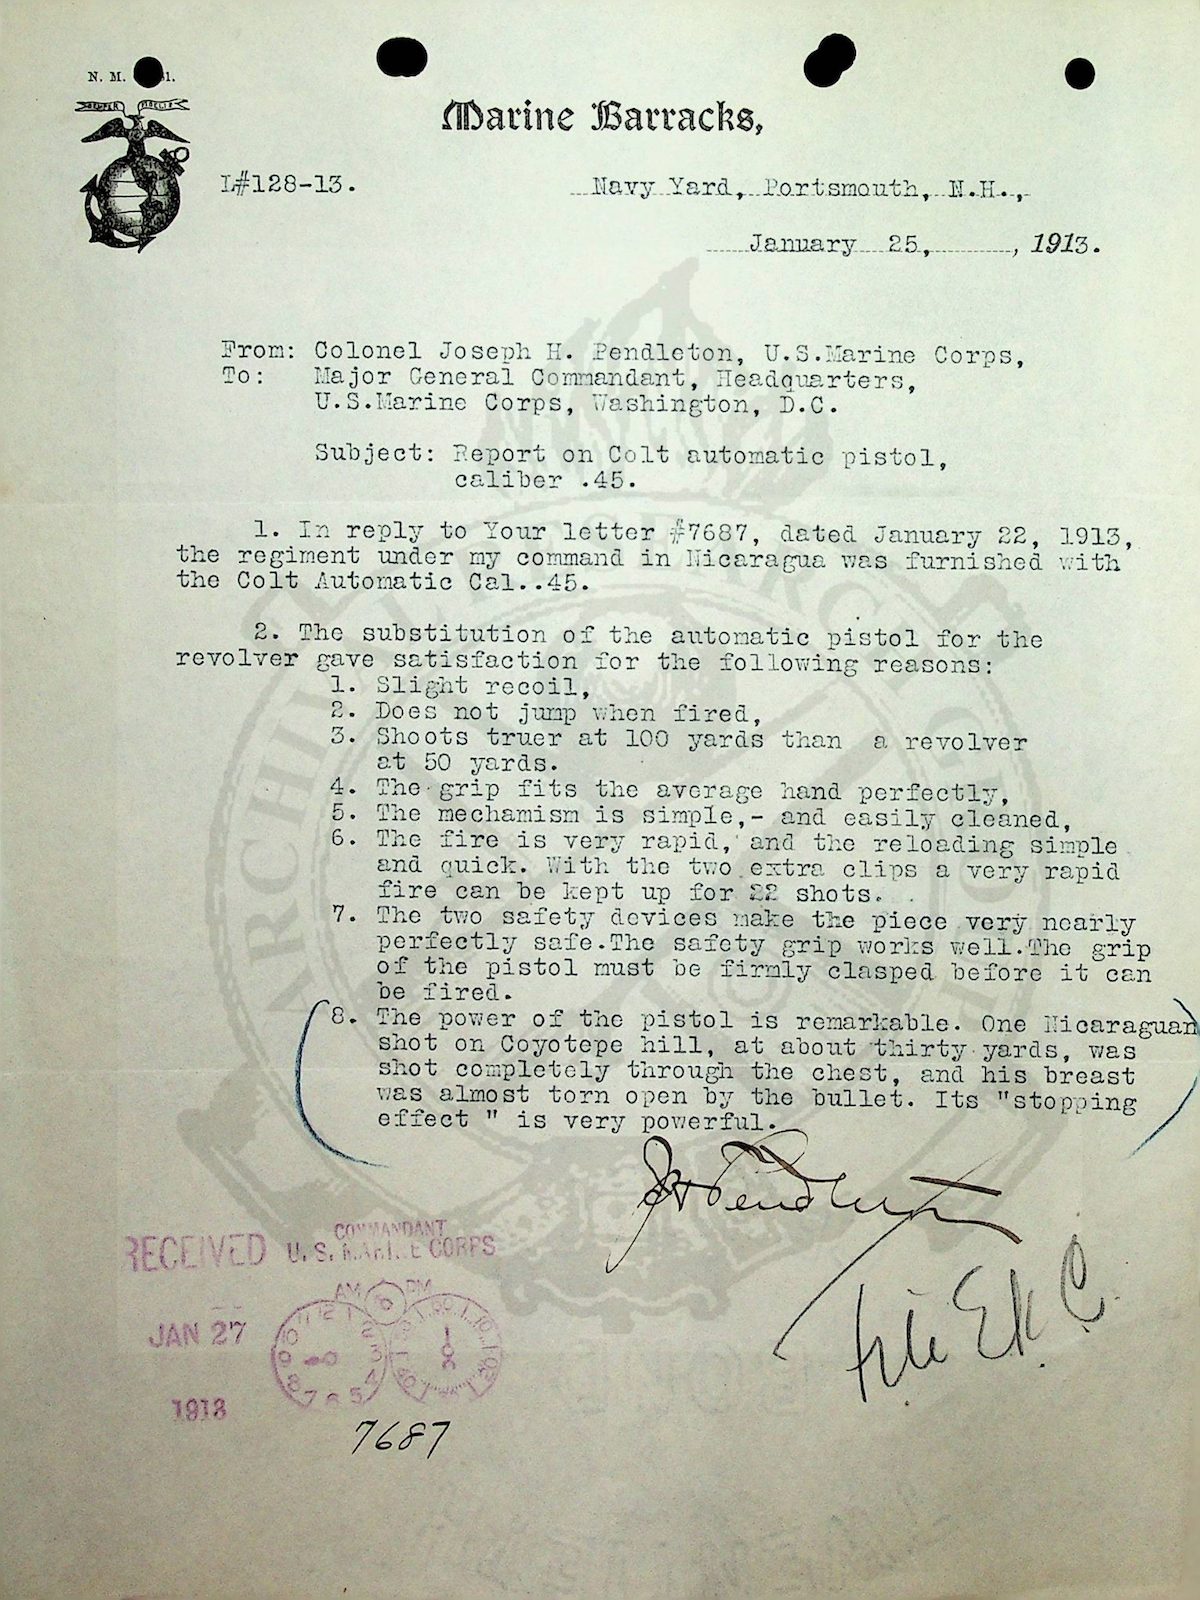 N. M. 1.
SEMPER FIDELIS
Marine Barracks,
L#128-13.
Navy Yard, Portsmouth, N.H.,
January 25, , 1913.
From: Colonel Joseph H. Pendleton, U.S.Marine Corps,
To: Major General Commandant, Headquarters,
U.S.Marine Corps, Washington, D.C.
Subject: Report on Colt automatic pistol,
caliber .45.
1. In reply to Your letter #7687, dated January 22, 1913,
the regiment under my command in Nicaragua was furnished with
the Colt Automatic Cal..45.
2. The substitution of the automatic pistol for the
revolver gave satisfaction for the following reasons:
1. Slight recoil,
2. Does not jump when fired,
3. Shoots truer at 100 yards than a revolver
at 50 yards.
4. The grip fits the average hand perfectly,
5. The mechamism is simple,- and easily cleaned,
6. The fire is very rapid, and the reloading simple
and quick. With the two extra clips a very rapid
fire can be kept up for 22 shots.
7. The two safety devices make the piece very nearly
perfectly safe.The safety grip works well.The grip
of the pistol must be firmly clasped before it can
be fired.
8. The power of the pistol is remarkable. One Nicaraguan
shot on Coyotepe hill, at about thirty yards, was
shot completely through the chest, and his breast
was almost torn open by the bullet. Its "stopping
effect " is very powerful.
JH Pendleton
RECEIVED
COMMANDANT
U. S. MARINE CORPS
AM PM
JAN 27
1913
File
7687